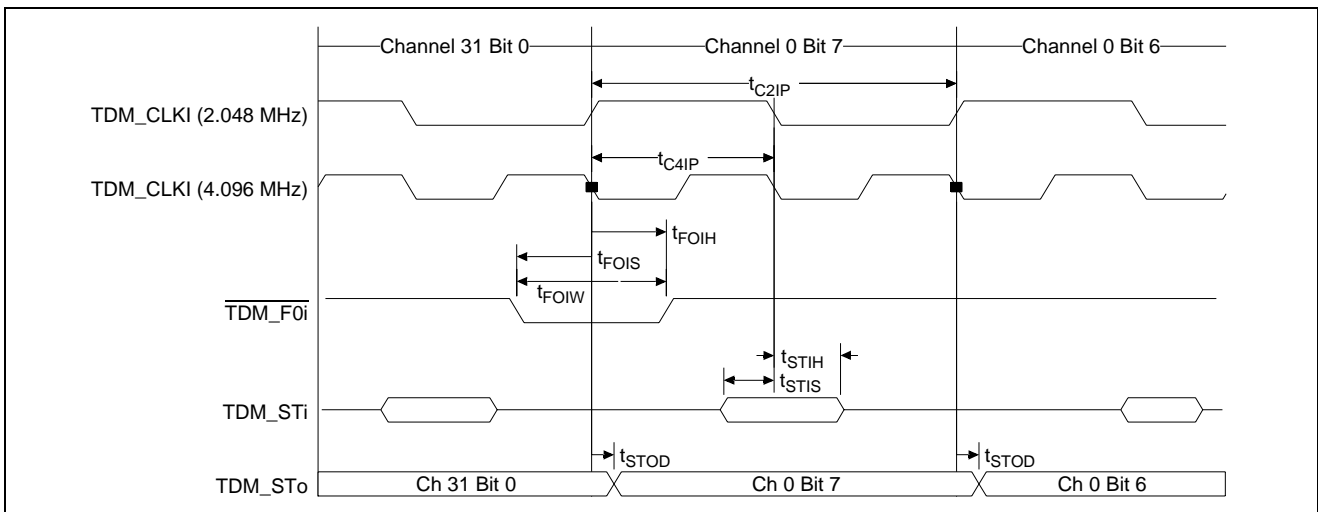 Channel 31 Bit 0 Channel 0 Bit 7 Channel 0 Bit 6
tC2IP
TDM_CLKI (2.048 MHz)
tC4IP
TDM_CLKI (4.096 MHz)
tFOIH
tFOIS
tFOIW
TDM_F0i
tSTIH
tSTIS
TDM_STi
tSTOD tSTOD
TDM_STo Ch 31 Bit 0 Ch 0 Bit 7 Ch 0 Bit 6